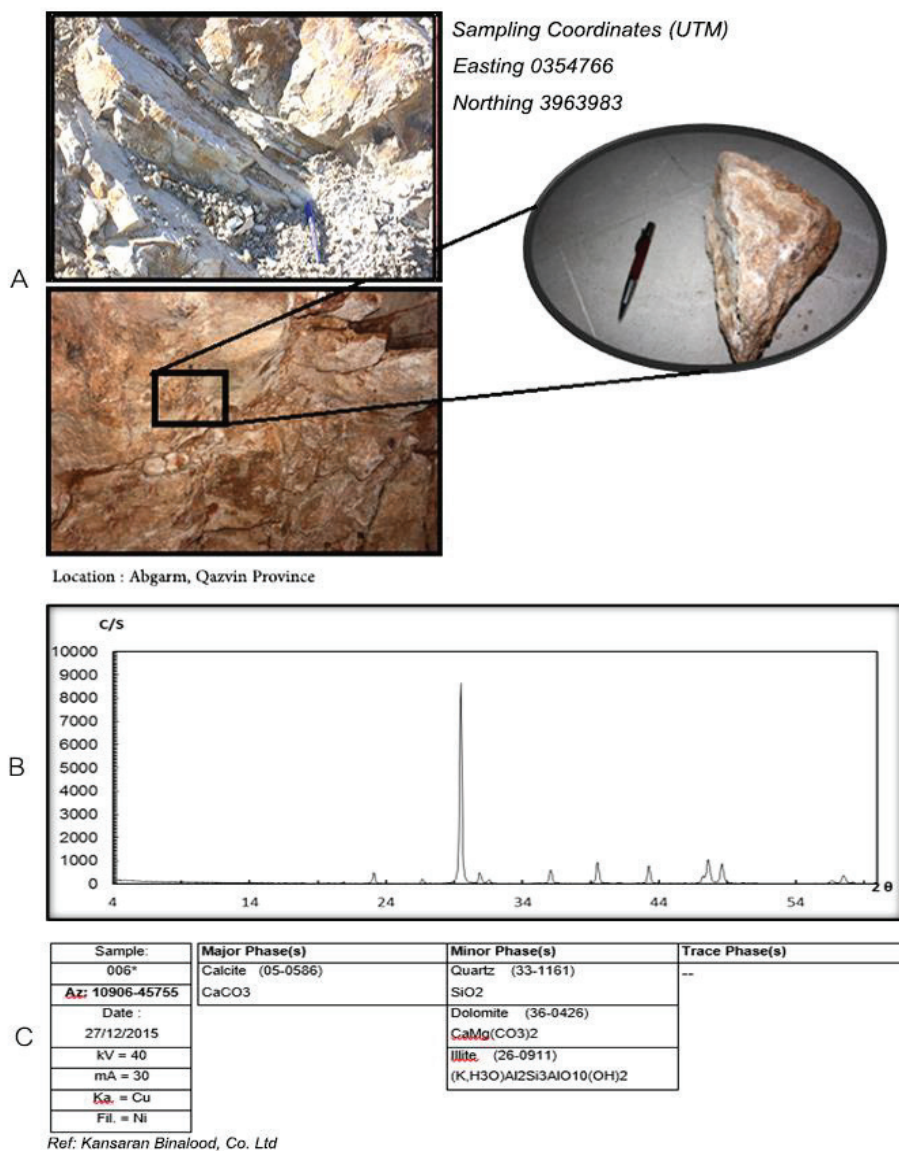 Sampling Coordinates (UTM)
Easting 0354766
Northing 3963983
A
Location : Abgarm, Qazvin Province
B
C/S
10000
9000
8000
7000
6000
5000
4000
3000
2000
1000
0
4 14 24 34 44 54
2 θ
C
Sample:
006*
Az: 10906-45755
Date :
27/12/2015
kV = 40
mA = 30
Ka. = Cu
Fil. = Ni
Major Phase(s) Minor Phase(s) Trace Phase(s)
Calcite (05-0586) Quartz (33-1161) --
CaCO3 SiO2
Dolomite (36-0426)
CaMg(CO3)2
Illite (26-0911)
(K,H3O)Al2Si3AlO10(OH)2
Ref: Kansaran Binalood, Co. Ltd